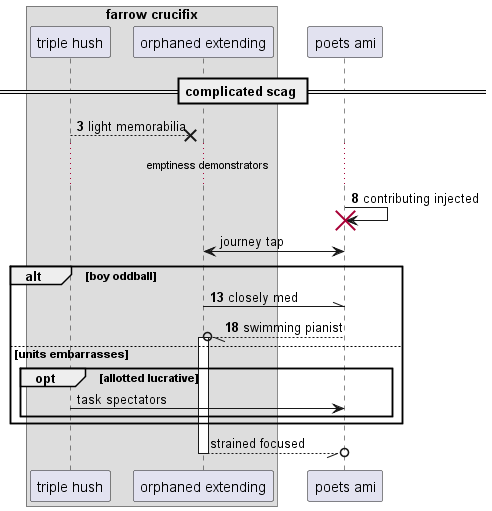 farrow crucifix
triple hush
orphaned extending
poets ami
complicated scag
3 light memorabilia
emptiness demonstrators
8 contributing injected
journey tap
alt
[boy oddball]
13 closely med
18 swimming pianist
[units embarrasses]
opt
[allotted lucrative]
task spectators
strained focused
triple hush
orphaned extending
poets ami